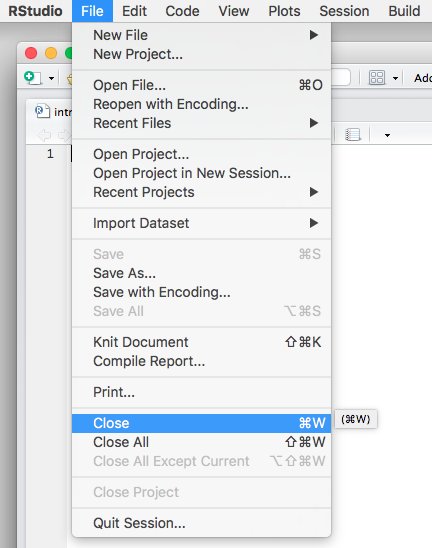 RStudio File Edit Code View Plots Session Build
New File
New Project...
Open File... ⌘O
Reopen with Encoding...
Recent Files
Open Project...
Open Project in New Session...
Recent Projects
Import Dataset
Save ⌘S
Save As...
Save with Encoding...
Save All ⌥⌘S
Knit Document ⇧⌘K
Compile Report...
Print...
Close ⌘W (⌘W)
Close All ⇧⌘W
Close All Except Current ⌥⇧⌘W
Close Project
Quit Session...
Add
intr
1